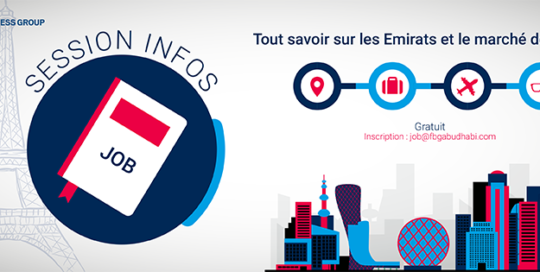 ESS GROUP
SESSION INFOS
JOB
Tout savoir sur les Emirats et le marché
Gratuit
Inscription : job@fbgabudhabi.com